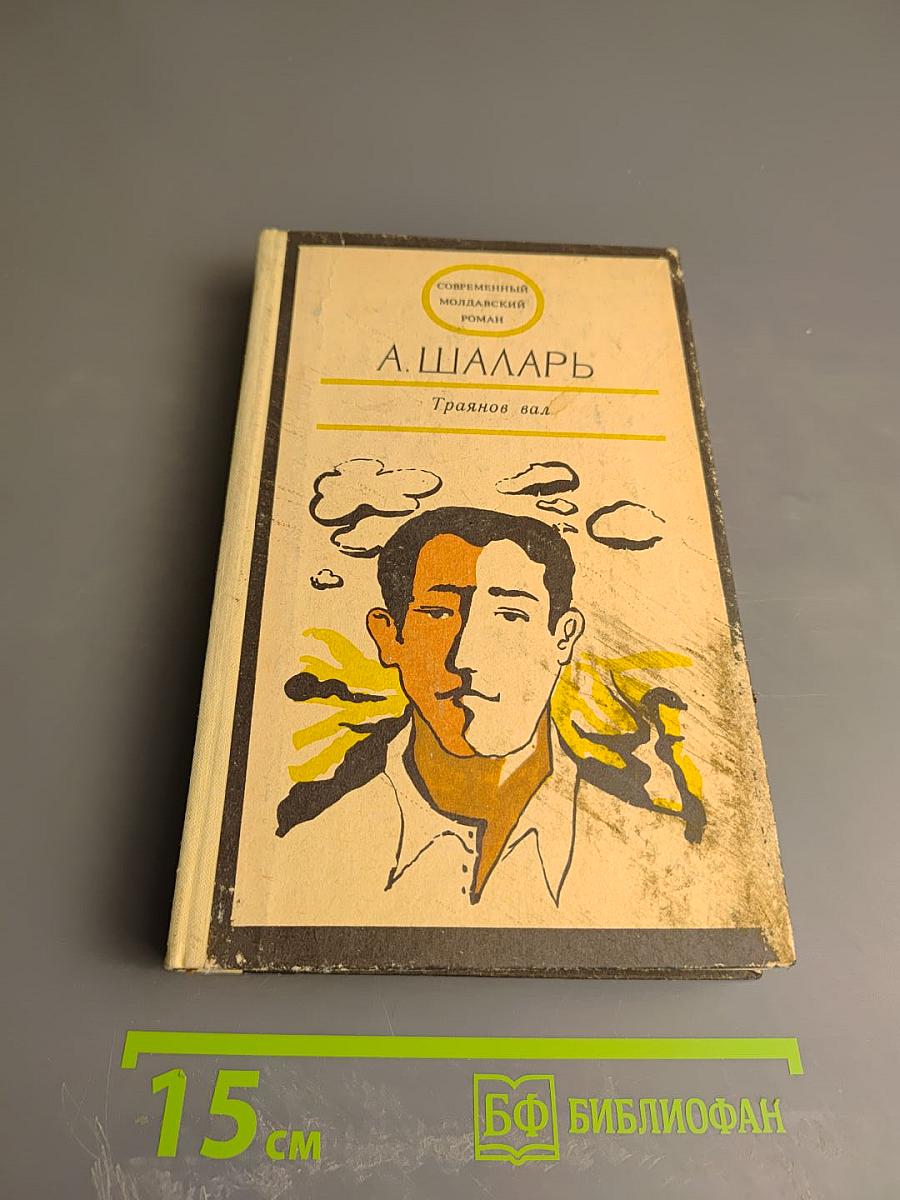 СОВРЕМЕННЫЙ
МОЛДАВСКИЙ
РОМАН
А. ШАЛАРЬ
Траянов вал
15 см
БФ БИБЛИОФАН